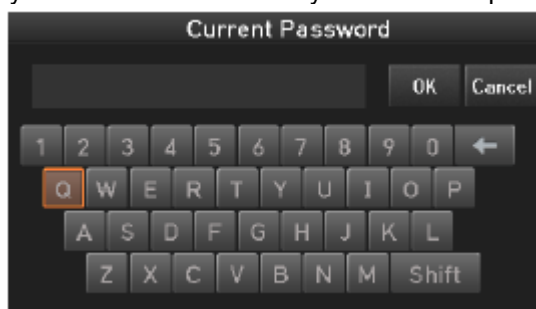 Current Password
OK Cancel
1 2 3 4 5 6 7 8 9 0 ←
Q W E R T Y U I O P
A S D F G H J K L
Z X C V B N M Shift